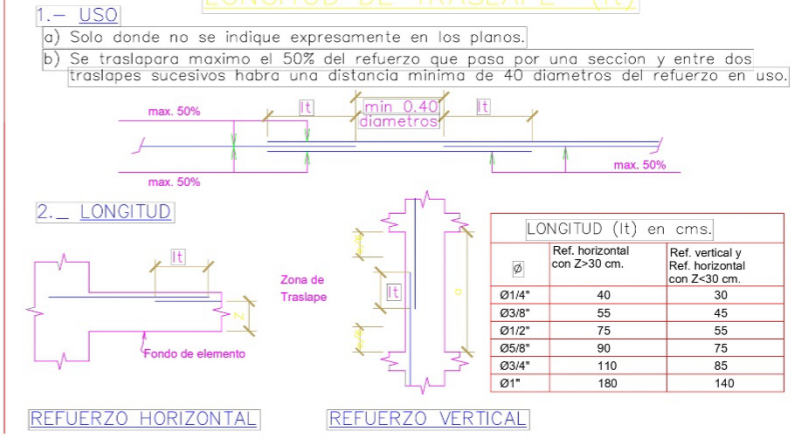 LONGITUD DE TRASLAPE (lt)
1.- USO
a) Solo donde no se indique expresamente en los planos.
b) Se traslapara maximo el 50% del refuerzo que pasa por una seccion y entre dos
traslapes sucesivos habra una distancia minima de 40 diametros del refuerzo en uso.
max. 50%
lt
min 0.40
diametros
lt
max. 50%
max. 50%
2._ LONGITUD
lt
Z
Fondo de elemento
REFUERZO HORIZONTAL
Zona de
Traslape
lt
a
REFUERZO VERTICAL
LONGITUD (lt) en cms.
Ø
Ref. horizontal
con Z>30 cm.
Ref. vertical y
Ref. horizontal
con Z<30 cm.
Ø1/4" 40 30
Ø3/8" 55 45
Ø1/2" 75 55
Ø5/8" 90 75
Ø3/4" 110 85
Ø1" 180 140